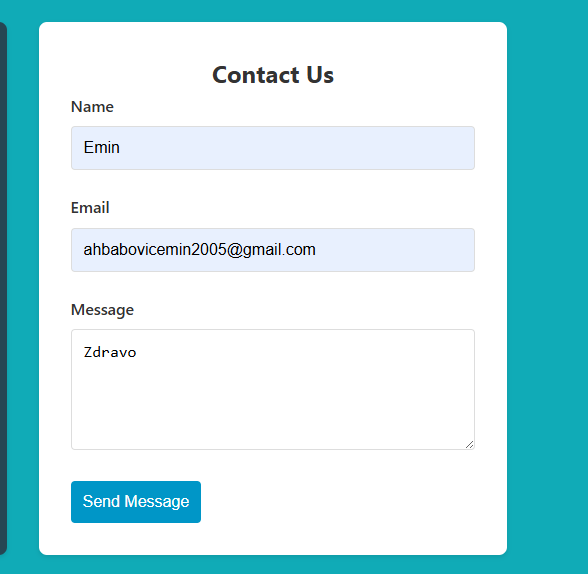 Contact Us
Name
Emin
Email
ahbabovicemin2005@gmail.com
Message
Zdravo
Send Message